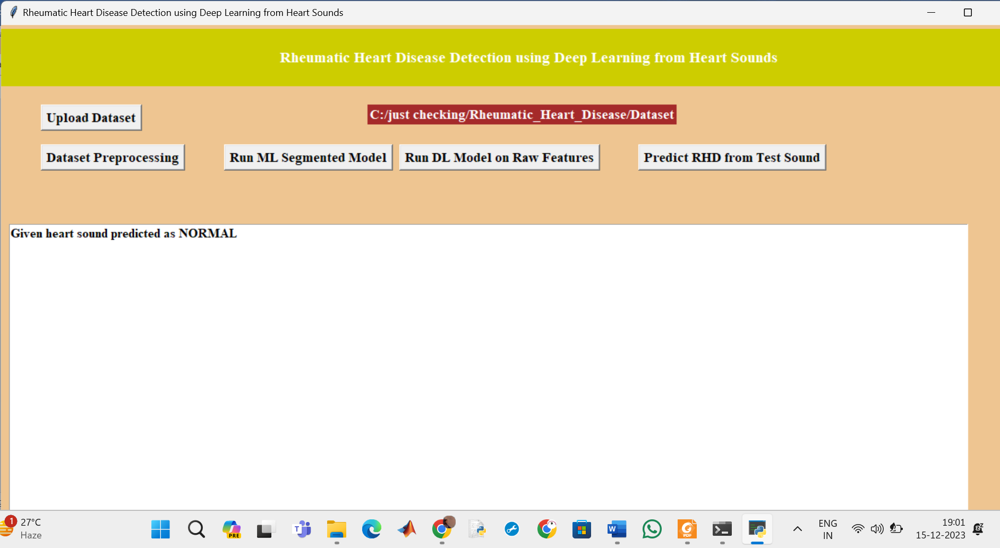 Rheumatic Heart Disease Detection using Deep Learning from Heart Sounds
Rheumatic Heart Disease Detection using Deep Learning from Heart Sounds
Upload Dataset
C:/just checking/Rheumatic_Heart_Disease/Dataset
Dataset Preprocessing
Run ML Segmented Model
Run DL Model on Raw Features
Predict RHD from Test Sound
Given heart sound predicted as NORMAL
1
27°C
Haze
PRE
T
W
PDF
ENG
IN
19:01
15-12-2023